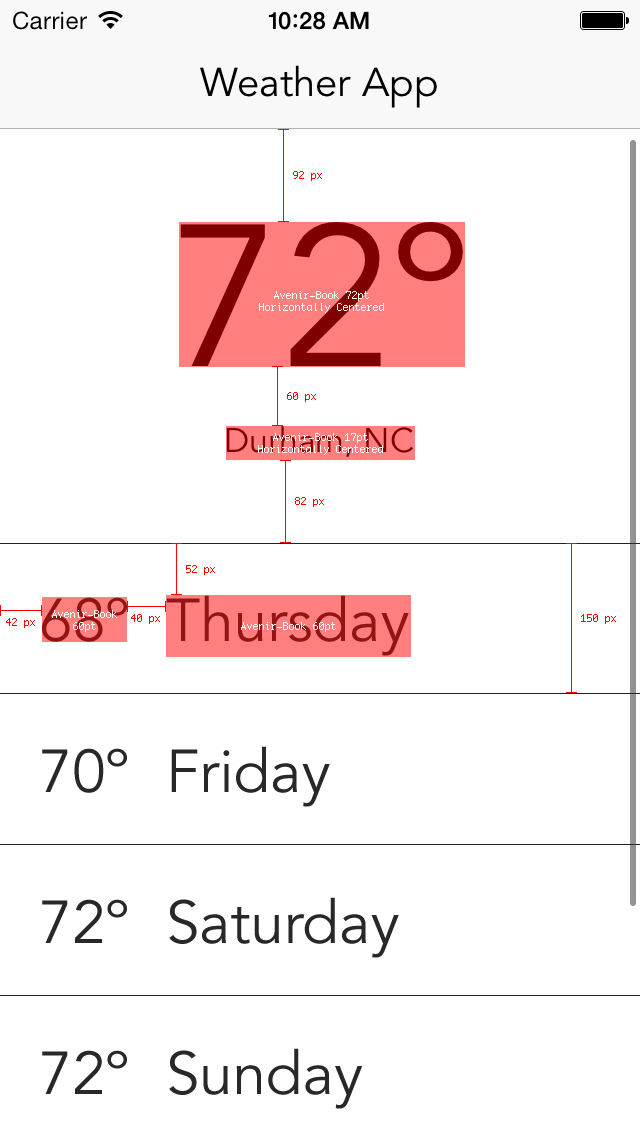 Carrier 10:28 AM
Weather App
92 px
72°
Avenir-Book 72pt
Horizontally Centered
60 px
Durham, NC
Avenir-Book 17pt
Horizontally Centered
82 px
52 px
68° Thursday
Avenir-Book
60pt
Avenir-Book 60pt
42 px
40 px
150 px
70° Friday
72° Saturday
72° Sunday